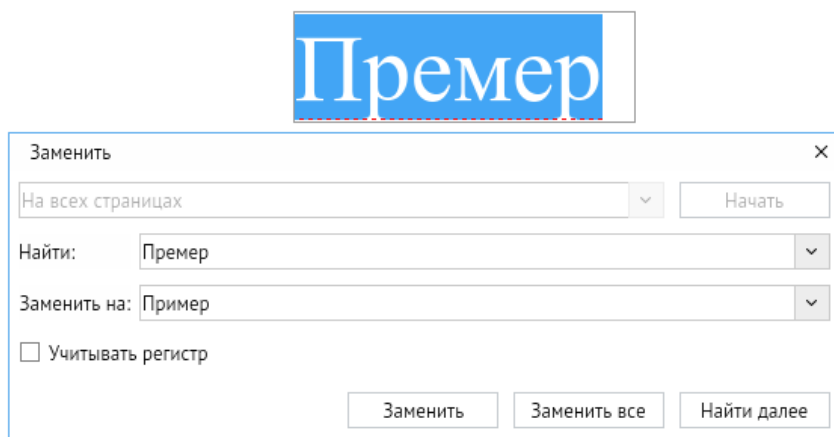 Премер
Заменить
На всех страницах Начать
Найти: Премер
Заменить на: Пример
Учитывать регистр
Заменить Заменить все Найти далее